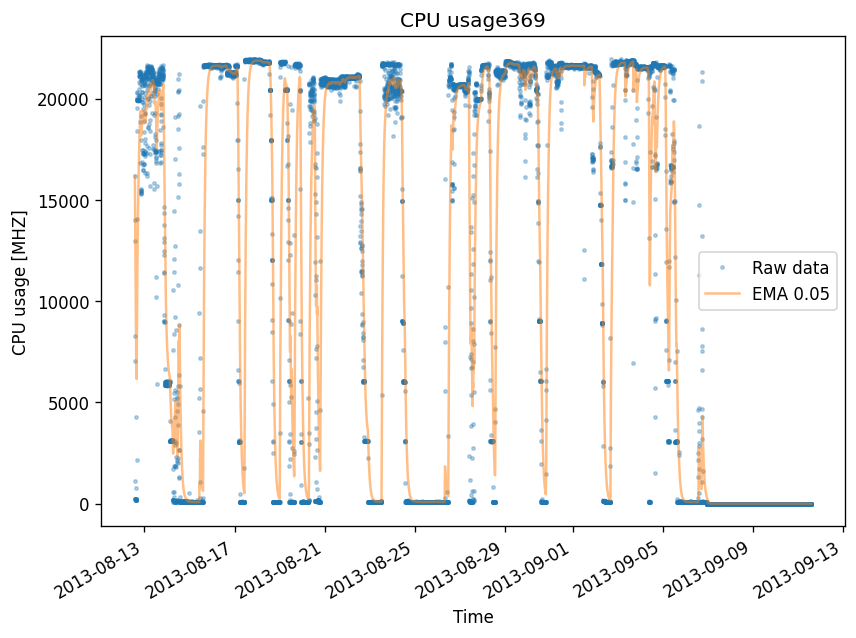 CPU usage369
CPU usage [MHZ]
20000
15000
10000
5000
0
Raw data
EMA 0.05
2013-08-13
2013-08-17
2013-08-21
2013-08-25
2013-08-29
2013-09-01
2013-09-05
2013-09-09
2013-09-13
Time